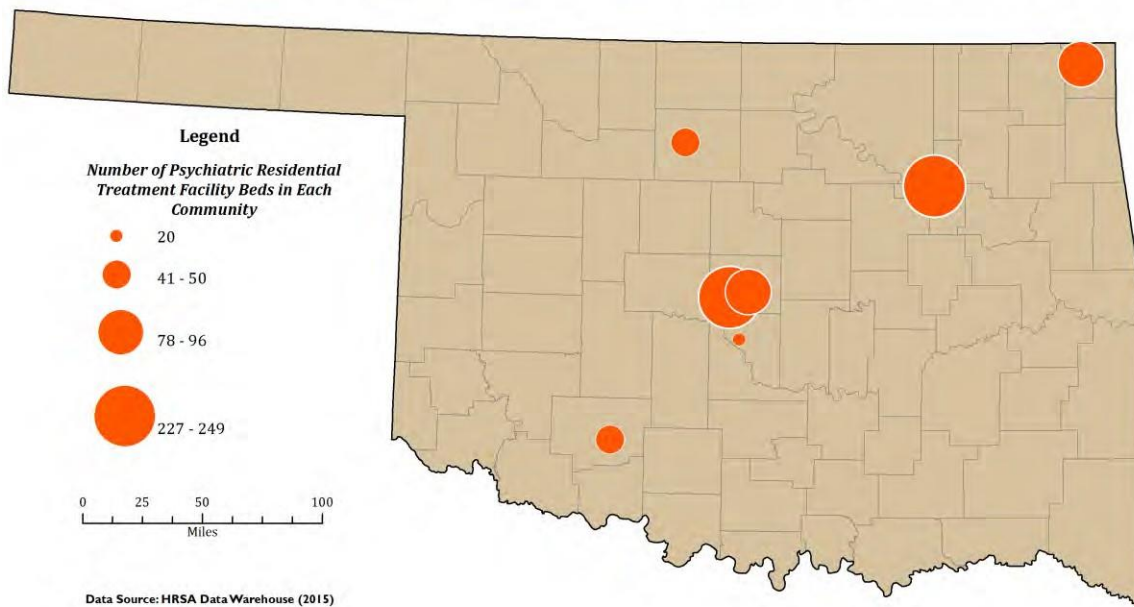 Legend
Number of Psychiatric Residential
Treatment Facility Beds in Each
Community
20
41 - 50
78 - 96
227 - 249
0 25 50 100
Miles
Data Source: HRSA Data Warehouse (2015)